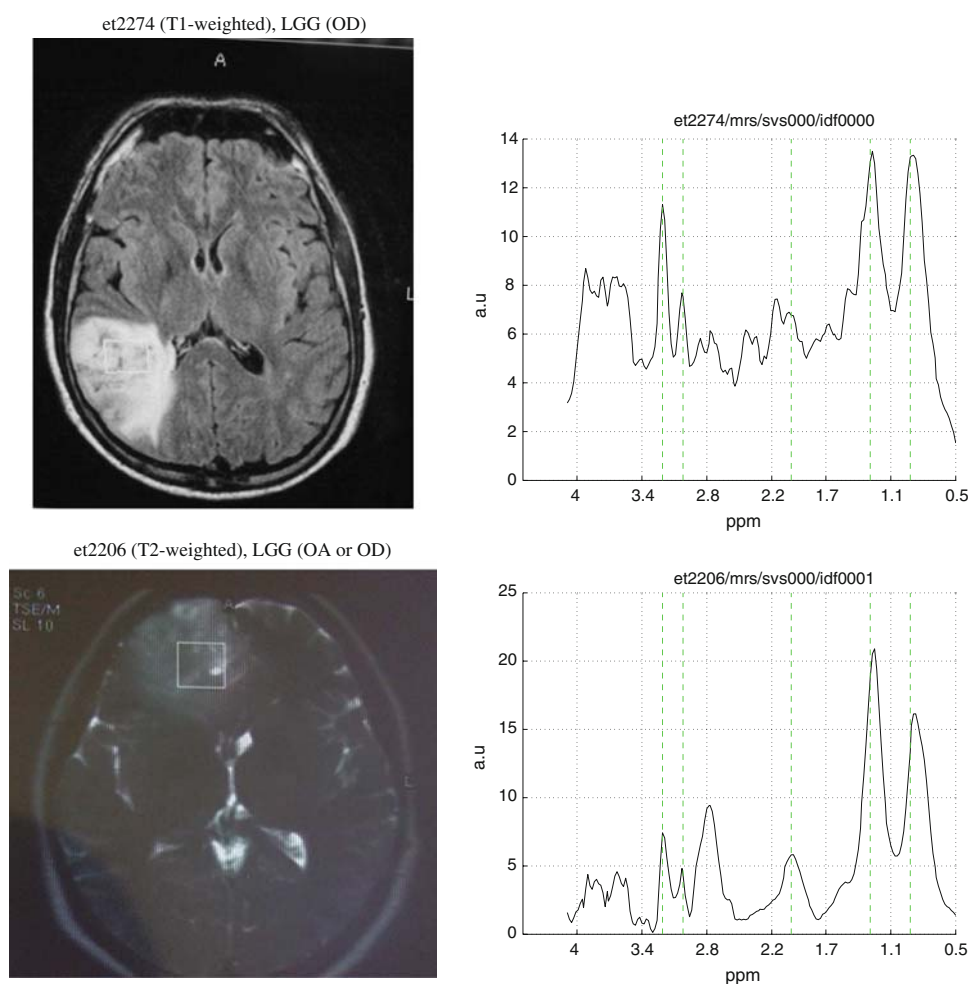 et2274 (T1-weighted), LGG (OD)
A
L
et2274/mrs/svs000/idf0000
14
12
10
8
6
4
2
0
a.u
4 3.4 2.8 2.2 1.7 1.1 0.5
ppm
et2206 (T2-weighted), LGG (OA or OD)
Sc 6
TSE/M
SL 10
A
L
et2206/mrs/svs000/idf0001
25
20
15
10
5
0
a.u
4 3.4 2.8 2.2 1.7 1.1 0.5
ppm